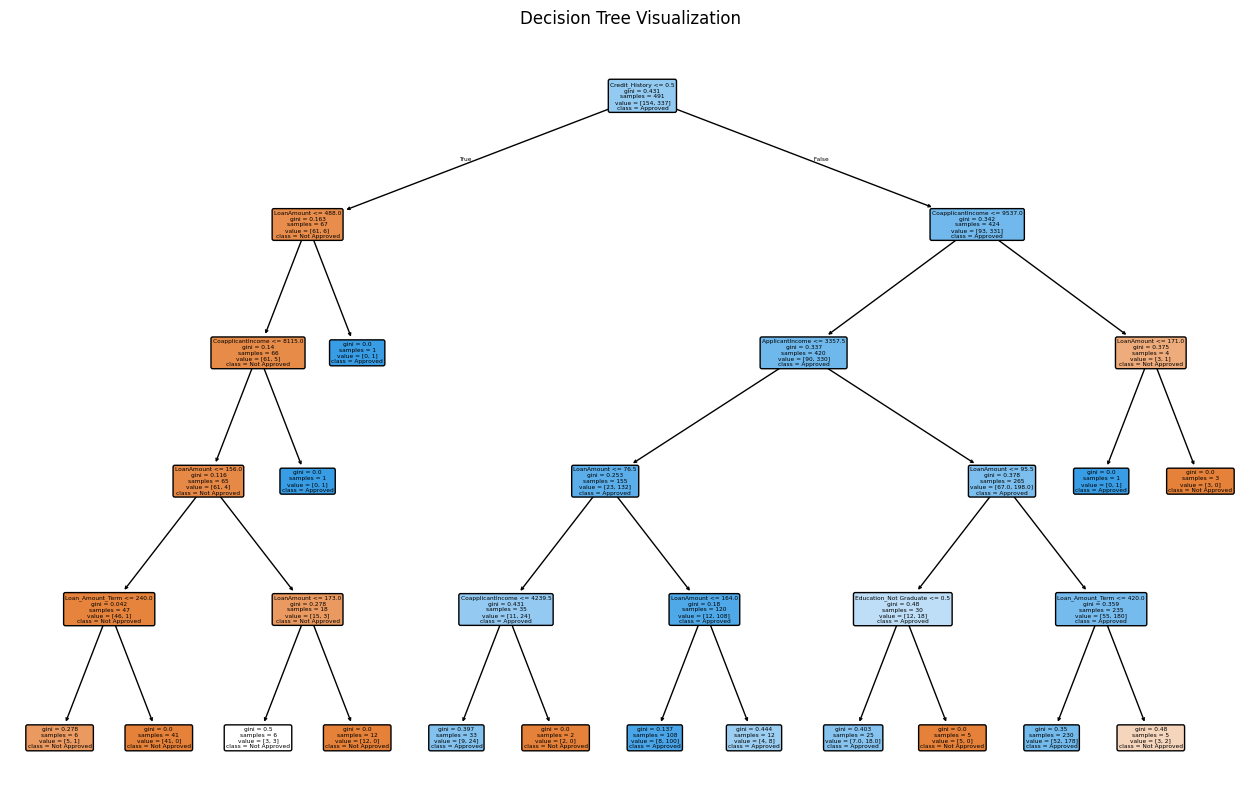 Decision Tree Visualization
Credit_History <= 0.5
gini = 0.431
samples = 491
value = [154, 337]
class = Approved
True
False
LoanAmount <= 488.0
gini = 0.163
samples = 67
value = [61, 6]
class = Not Approved
CoapplicantIncome <= 9537.0
gini = 0.342
samples = 424
value = [93, 331]
class = Approved
CoapplicantIncome <= 8115.0
gini = 0.14
samples = 66
value = [61, 5]
class = Not Approved
gini = 0.0
samples = 1
value = [0, 1]
class = Approved
ApplicantIncome <= 3357.5
gini = 0.337
samples = 420
value = [90, 330]
class = Approved
LoanAmount <= 171.0
gini = 0.375
samples = 4
value = [3, 1]
class = Not Approved
LoanAmount <= 156.0
gini = 0.116
samples = 65
value = [61, 4]
class = Not Approved
gini = 0.0
samples = 1
value = [0, 1]
class = Approved
LoanAmount <= 76.5
gini = 0.253
samples = 155
value = [23, 132]
class = Approved
LoanAmount <= 95.5
gini = 0.378
samples = 265
value = [67.0, 198.0]
class = Approved
gini = 0.0
samples = 1
value = [0, 1]
class = Approved
gini = 0.0
samples = 3
value = [3, 0]
class = Not Approved
Loan_Amount_Term <= 240.0
gini = 0.042
samples = 47
value = [46, 1]
class = Not Approved
LoanAmount <= 173.0
gini = 0.278
samples = 18
value = [15, 3]
class = Not Approved
CoapplicantIncome <= 4239.5
gini = 0.431
samples = 35
value = [11, 24]
class = Approved
LoanAmount <= 164.0
gini = 0.18
samples = 120
value = [12, 108]
class = Approved
Education_Not Graduate <= 0.5
gini = 0.48
samples = 30
value = [12, 18]
class = Approved
Loan_Amount_Term <= 420.0
gini = 0.359
samples = 235
value = [55, 180]
class = Approved
gini = 0.278
samples = 6
value = [5, 1]
class = Not Approved
gini = 0.0
samples = 41
value = [41, 0]
class = Not Approved
gini = 0.5
samples = 6
value = [3, 3]
class = Not Approved
gini = 0.0
samples = 12
value = [12, 0]
class = Not Approved
gini = 0.397
samples = 33
value = [9, 24]
class = Approved
gini = 0.0
samples = 2
value = [2, 0]
class = Not Approved
gini = 0.137
samples = 108
value = [8, 100]
class = Approved
gini = 0.444
samples = 12
value = [4, 8]
class = Approved
gini = 0.403
samples = 25
value = [7.0, 18.0]
class = Approved
gini = 0.0
samples = 5
value = [5, 0]
class = Not Approved
gini = 0.35
samples = 230
value = [52, 178]
class = Approved
gini = 0.48
samples = 5
value = [3, 2]
class = Not Approved